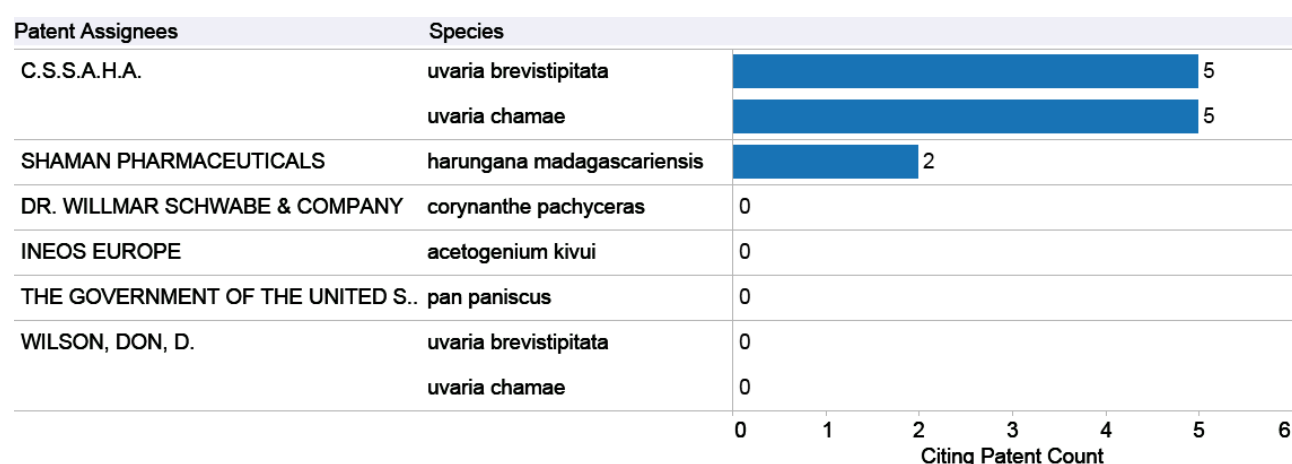 Patent Assignees Species
C.S.S.A.H.A. uvaria brevistipitata 5
uvaria chamae 5
SHAMAN PHARMACEUTICALS harungana madagascariensis 2
DR. WILLMAR SCHWABE & COMPANY corynanthe pachyceras 0
INEOS EUROPE acetogenium kivui 0
THE GOVERNMENT OF THE UNITED S.. pan paniscus 0
WILSON, DON, D. uvaria brevistipitata 0
uvaria chamae 0
0 1 2 3 4 5 6
Citing Patent Count